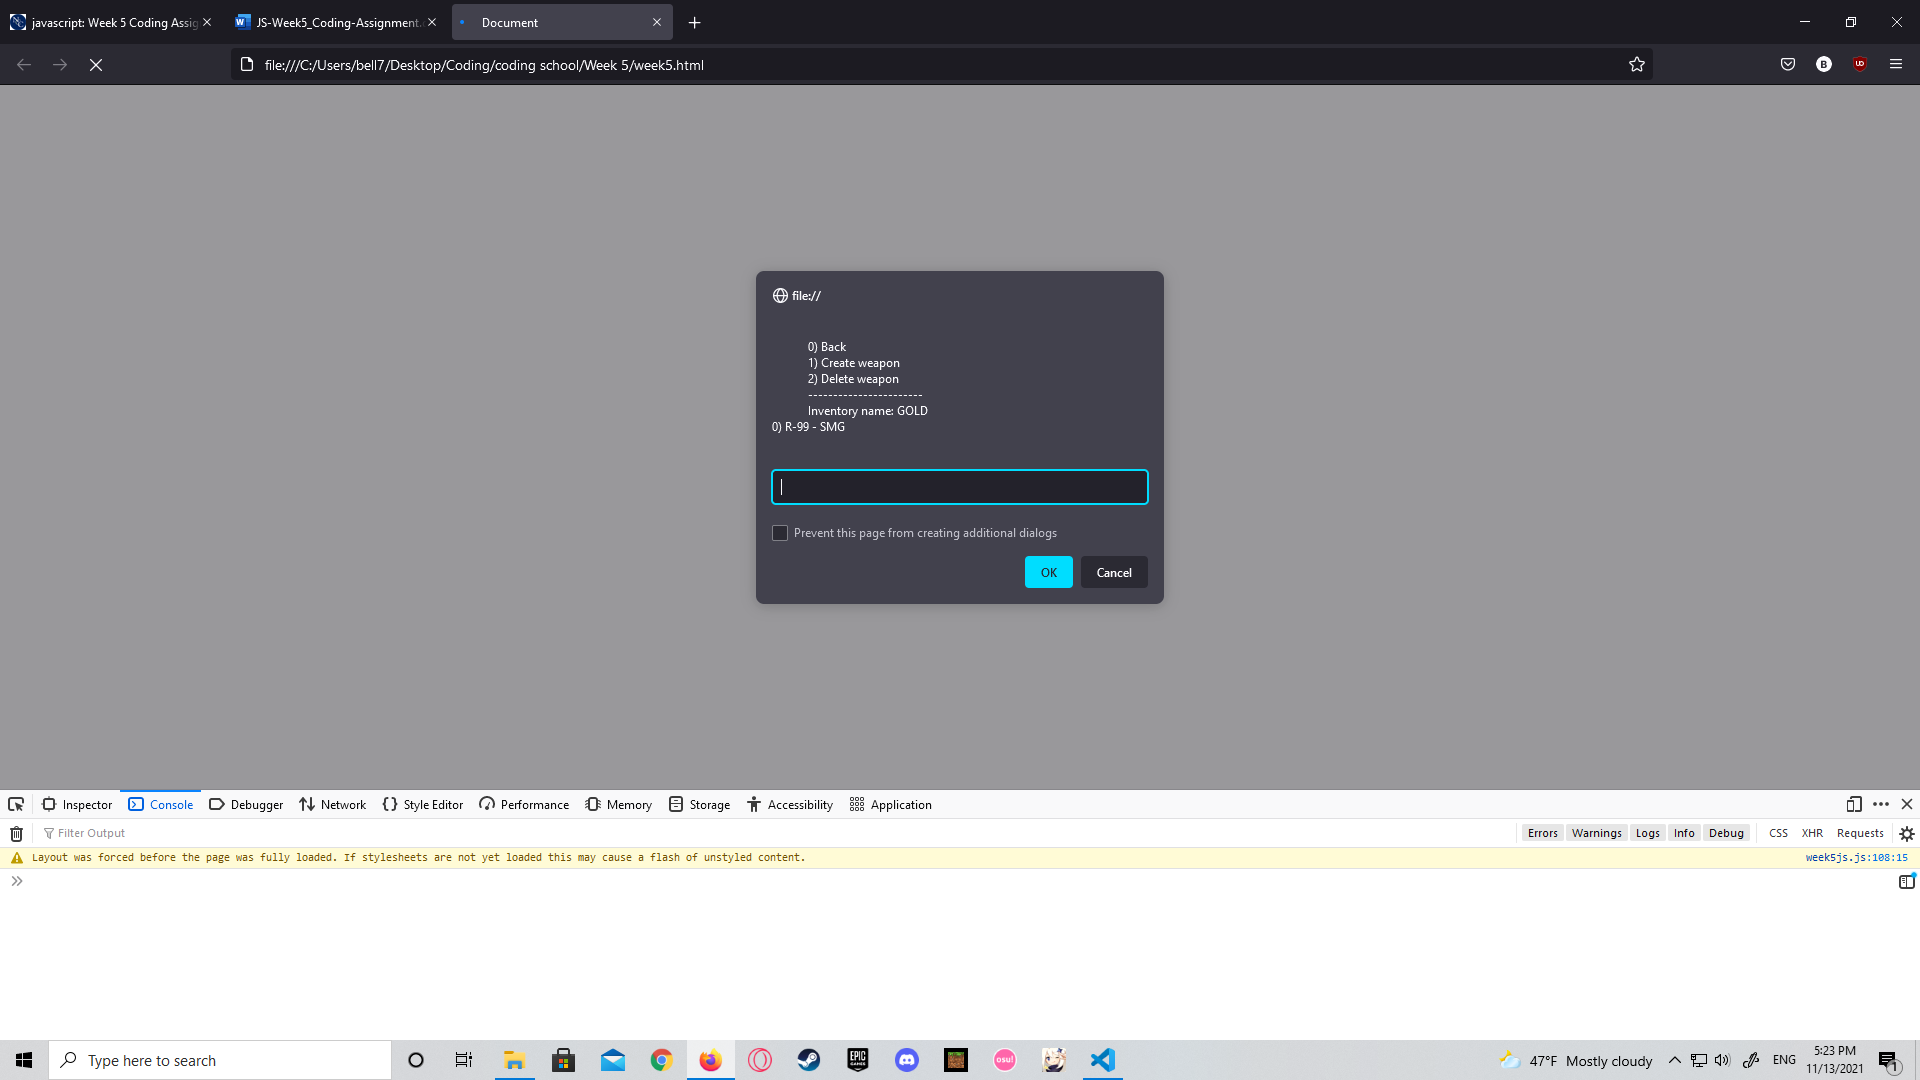 javascript: Week 5 Coding Assig
JS-Week5_Coding-Assignment.
Document
file:///C:/Users/bell7/Desktop/Coding/coding school/Week 5/week5.html
B
file://
0) Back
1) Create weapon
2) Delete weapon
-----------------------
Inventory name: GOLD
0) R-99 - SMG
Prevent this page from creating additional dialogs
OK
Cancel
Inspector
Console
Debugger
Network
Style Editor
Performance
Memory
Storage
Accessibility
Application
Filter Output
Errors
Warnings
Logs
Info
Debug
CSS
XHR
Requests
Layout was forced before the page was fully loaded. If stylesheets are not yet loaded this may cause a flash of unstyled content.
week5js.js:108:15
Type here to search
EPIC GAMES
osu!
47°F Mostly cloudy
ENG
5:23 PM
11/13/2021
1